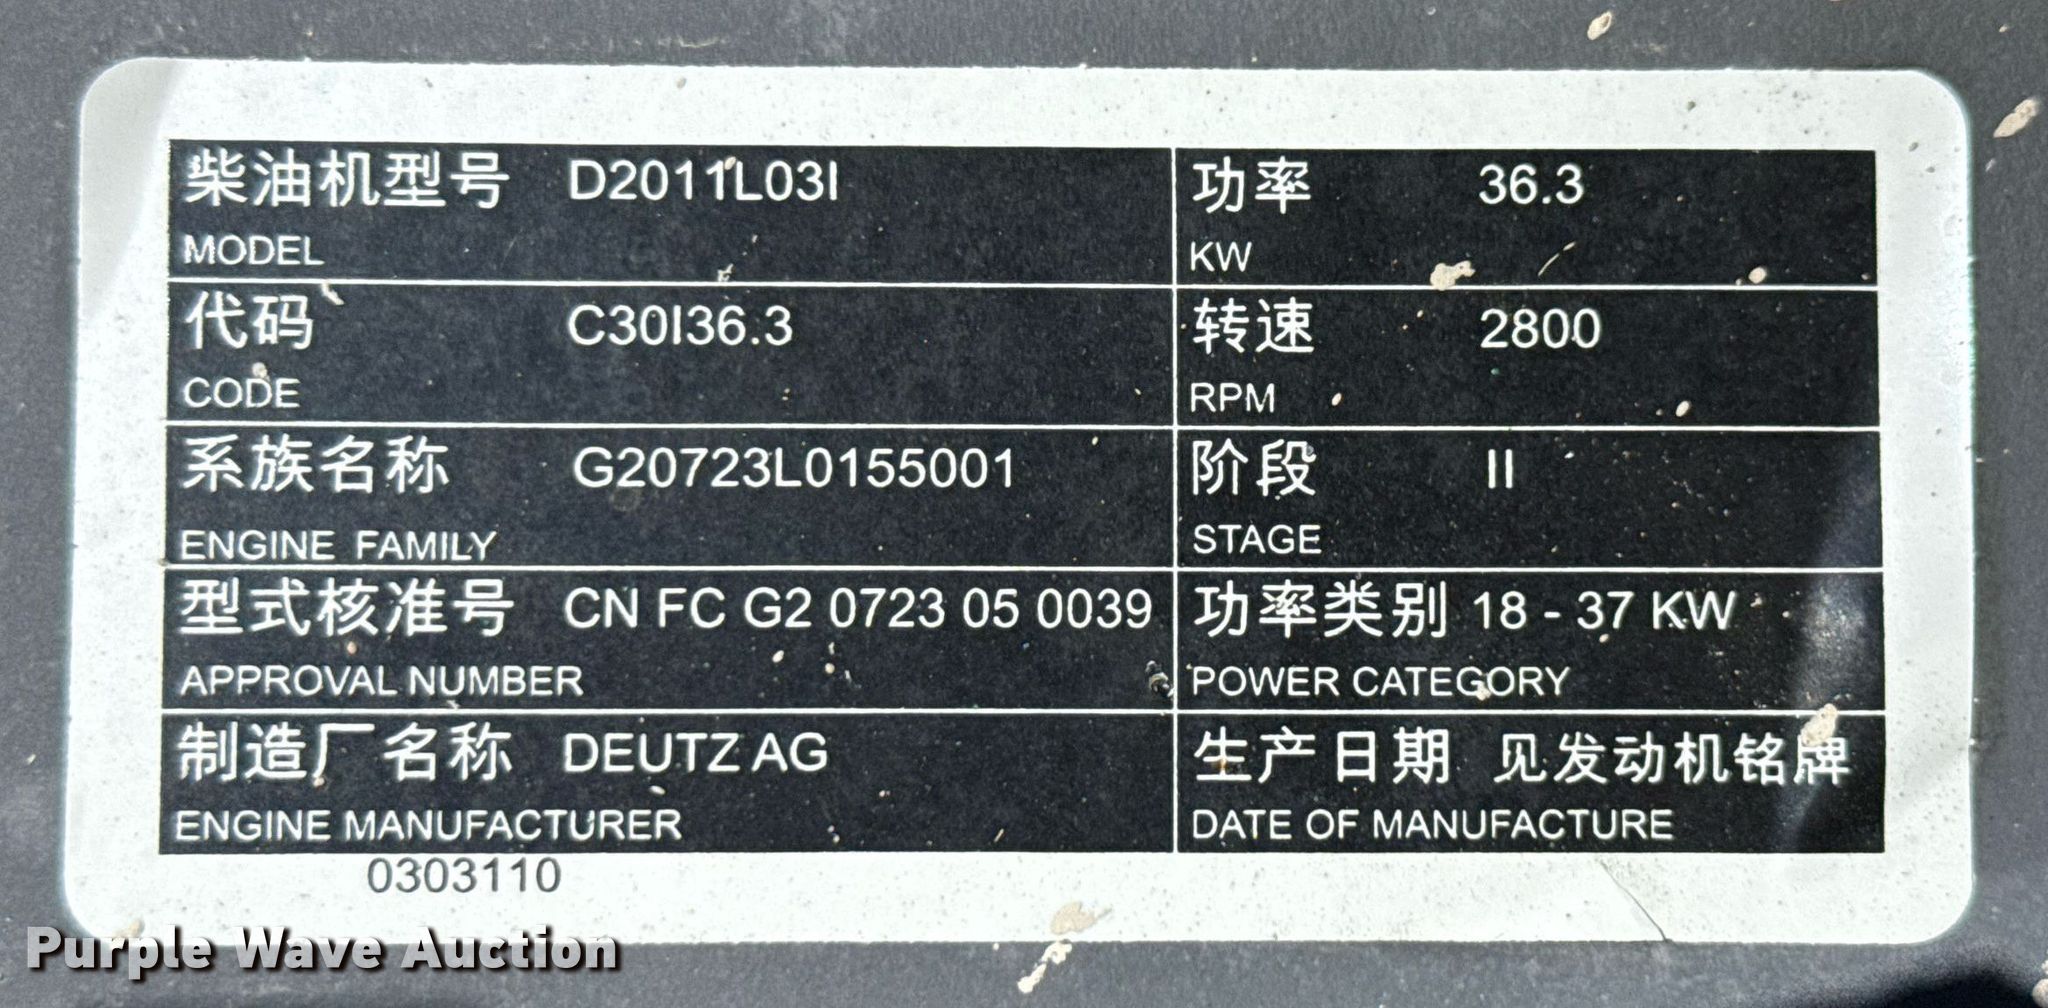 柴油机型号 D2011L03I
MODEL
功率 36.3
KW
代码 C30I36.3
CODE
转速 2800
RPM
系族名称 G20723L0155001
ENGINE FAMILY
阶段 II
STAGE
型式核准号 CN FC G2 0723 05 0039
APPROVAL NUMBER
功率类别 18 - 37 KW
POWER CATEGORY
制造厂名称 DEUTZ AG
ENGINE MANUFACTURER
生产日期 见发动机铭牌
DATE OF MANUFACTURE
0303110
Purple Wave Auction